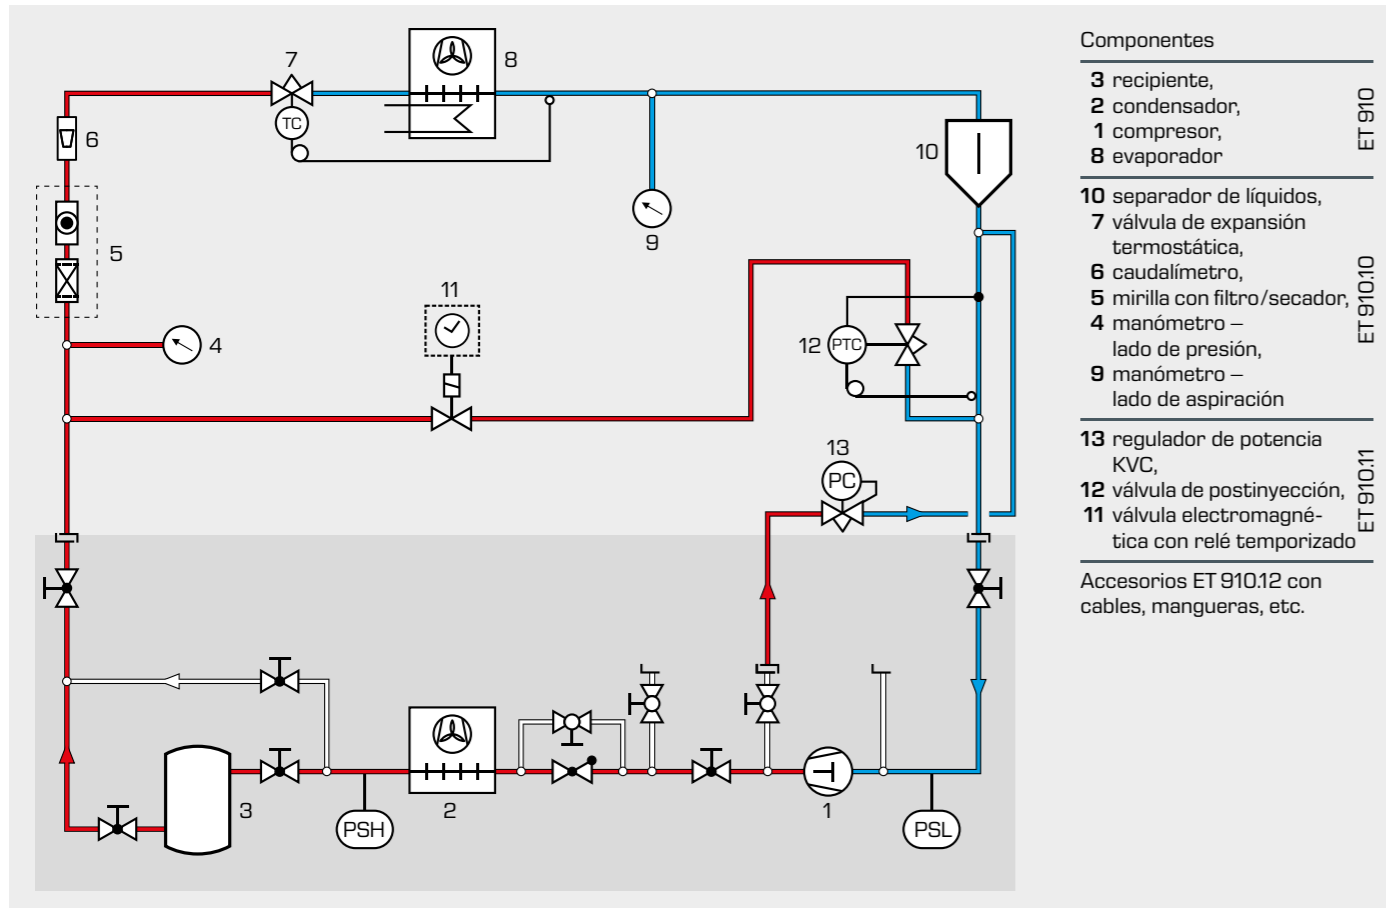 7
8
TC
6
10
5
9
11
4
12
PTC
13
PC
3
PSH
2
1
PSL
Componentes
3 recipiente,
2 condensador,
1 compresor,
8 evaporador
ET 910
10 separador de líquidos,
7 válvula de expansión
termostática,
6 caudalímetro,
5 mirilla con filtro/secador,
4 manómetro –
lado de presión,
9 manómetro –
lado de aspiración
ET 910.10
13 regulador de potencia
KVC,
12 válvula de postinyección,
11 válvula electromagné-
tica con relé temporizado
ET 910.11
Accesorios ET 910.12 con
cables, mangueras, etc.